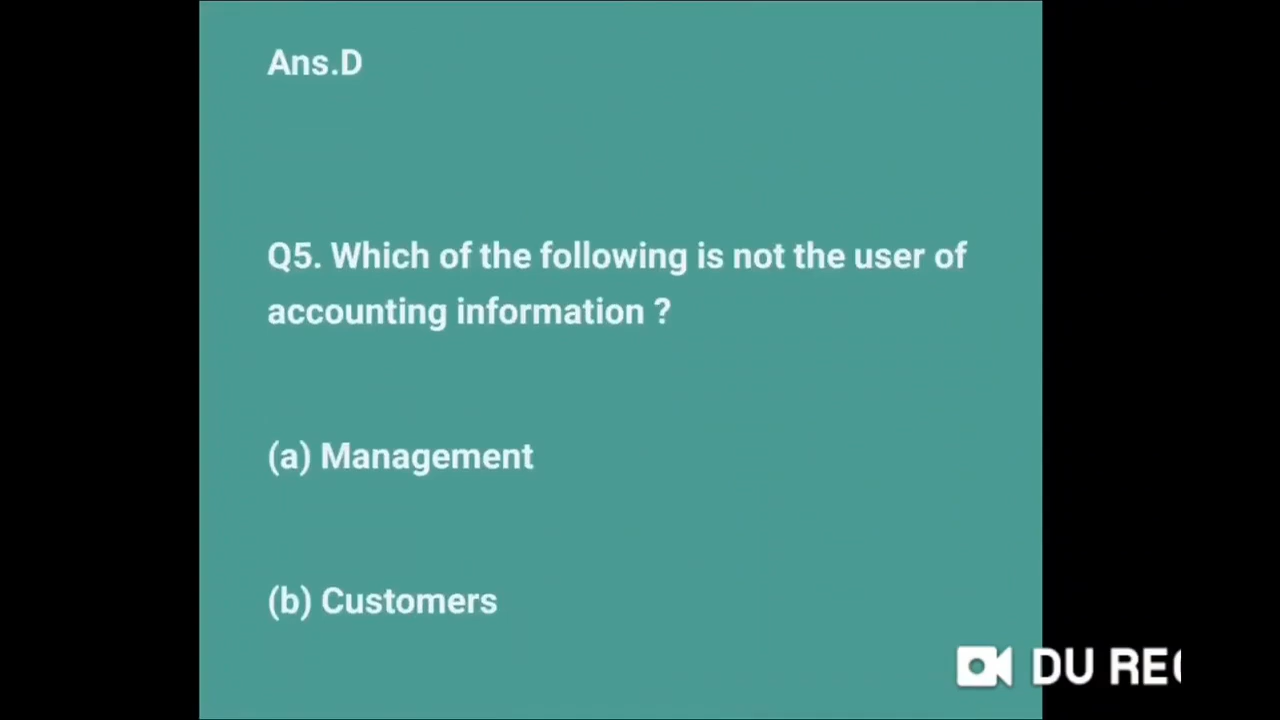 Ans.D
Q5. Which of the following is not the user of
accounting information ?
(a) Management
(b) Customers
DU REC